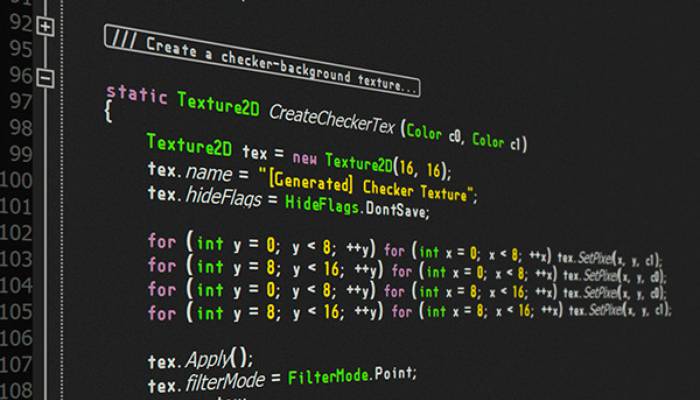 92 /// Create a checker-background texture...
95
96 static Texture2D CreateCheckerTex (Color c0, Color c1)
97 {
98 Texture2D tex = new Texture2D(16, 16);
99 tex.name = "[Generated] Checker Texture";
100 tex.hideFlags = HideFlags.DontSave;
101
102 for (int y = 0; y < 8; ++y) for (int x = 0; x < 8; ++x) tex.SetPixel(x, y, c1);
103 for (int y = 8; y < 16; ++y) for (int x = 0; x < 8; ++x) tex.SetPixel(x, y, c0);
104 for (int y = 0; y < 8; ++y) for (int x = 8; x < 16; ++x) tex.SetPixel(x, y, c0);
105 for (int y = 8; y < 16; ++y) for (int x = 8; x < 16; ++x) tex.SetPixel(x, y, c1);
106
107 tex.Apply();
108 tex.filterMode = FilterMode.Point;